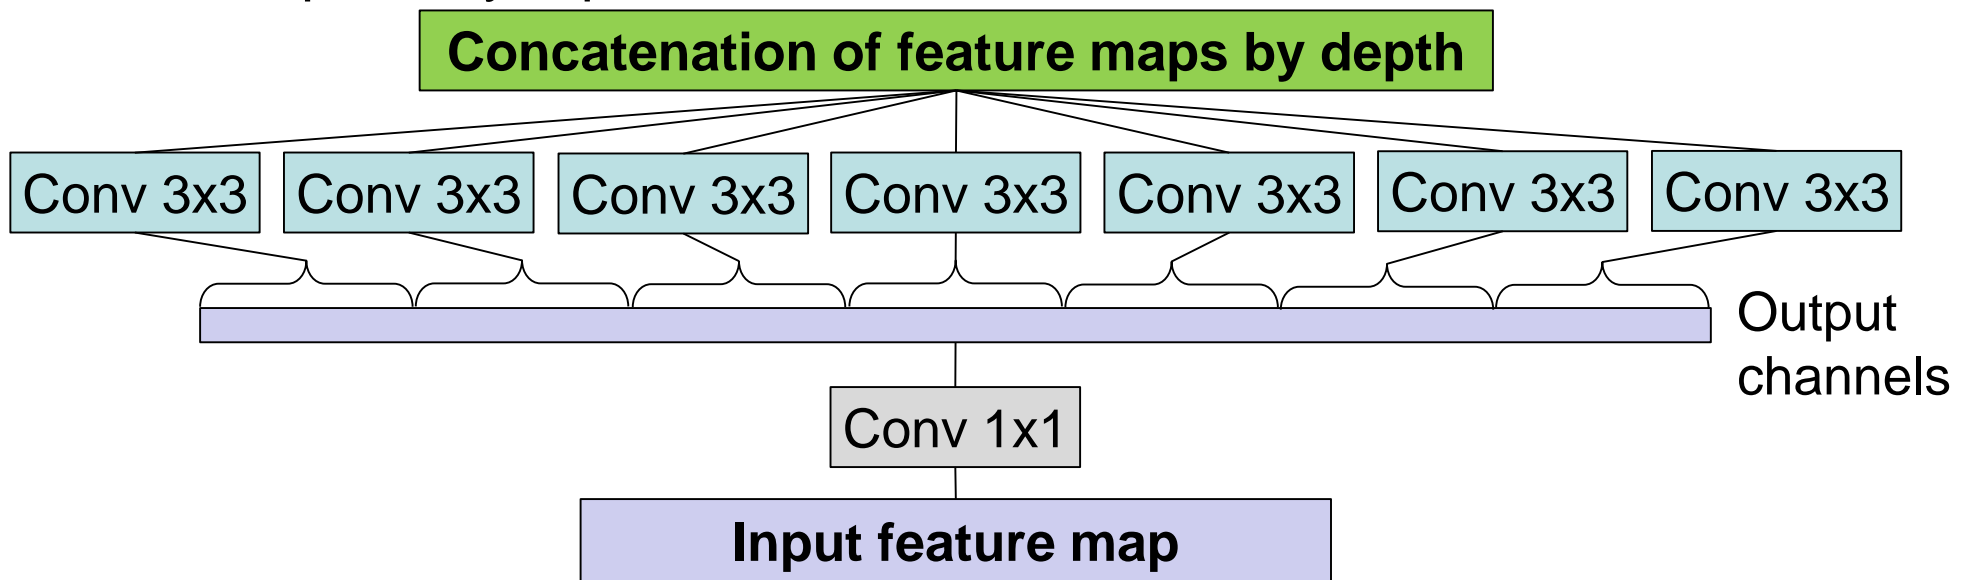 Concatenation of feature maps by depth
Conv 3x3 Conv 3x3 Conv 3x3 Conv 3x3 Conv 3x3 Conv 3x3 Conv 3x3
Output
channels
Conv 1x1
Input feature map